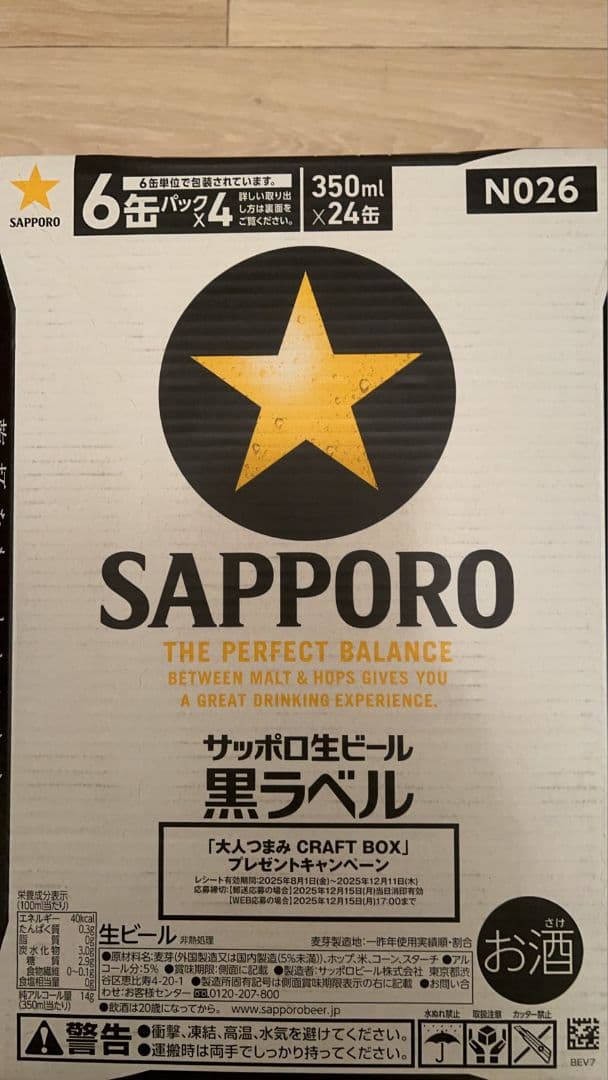 SAPPORO
6缶パック×4
6缶単位で包装されています。
詳しい取り出
し方は裏面を
ご覧ください。
350ml
×24缶
N026
SAPPORO
THE PERFECT BALANCE
BETWEEN MALT & HOPS GIVES YOU
A GREAT DRINKING EXPERIENCE.
サッポロ生ビール
黒ラベル
「大人つまみ CRAFT BOX」
プレゼントキャンペーン
レシート有効期間:2025年8月1日(金)~2025年12月11日(木)
応募締切:【郵送応募の場合】2025年12月15日(月)当日消印有効
【WEB応募の場合】2025年12月15日(月)17:00まで
栄養成分表示
(100ml当たり)
エネルギー 40kcal
たんぱく質 0.3g
脂質 0g
炭水化物 3.0g
糖質 2.9g
食物繊維 0~0.1g
食塩相当量 0g
純アルコール量 14g
(350ml当たり)
生ビール 非熱処理
麦芽製造地:一昨年使用実績順・割合
●原材料名:麦芽(外国製造又は国内製造(5%未満))、ホップ、米、コーン、スターチ ●アル
コール分:5% ●賞味期限:側面に記載 ●製造者:サッポロビール株式会社 東京都渋
谷区恵比寿4-20-1 ●製造所固有記号は側面賞味期限表示の右に記載 ●お問い合
わせ:お客様センター 0120-207-800
●飲酒は20歳になってから。 www.sapporobeer.jp
さけ
お酒
警告
●衝撃、凍結、高温、水気を避けてください。
●運搬時は両手でしっかり持ってください。
水ぬれ禁止 取扱注意 カッター禁止
BEV7